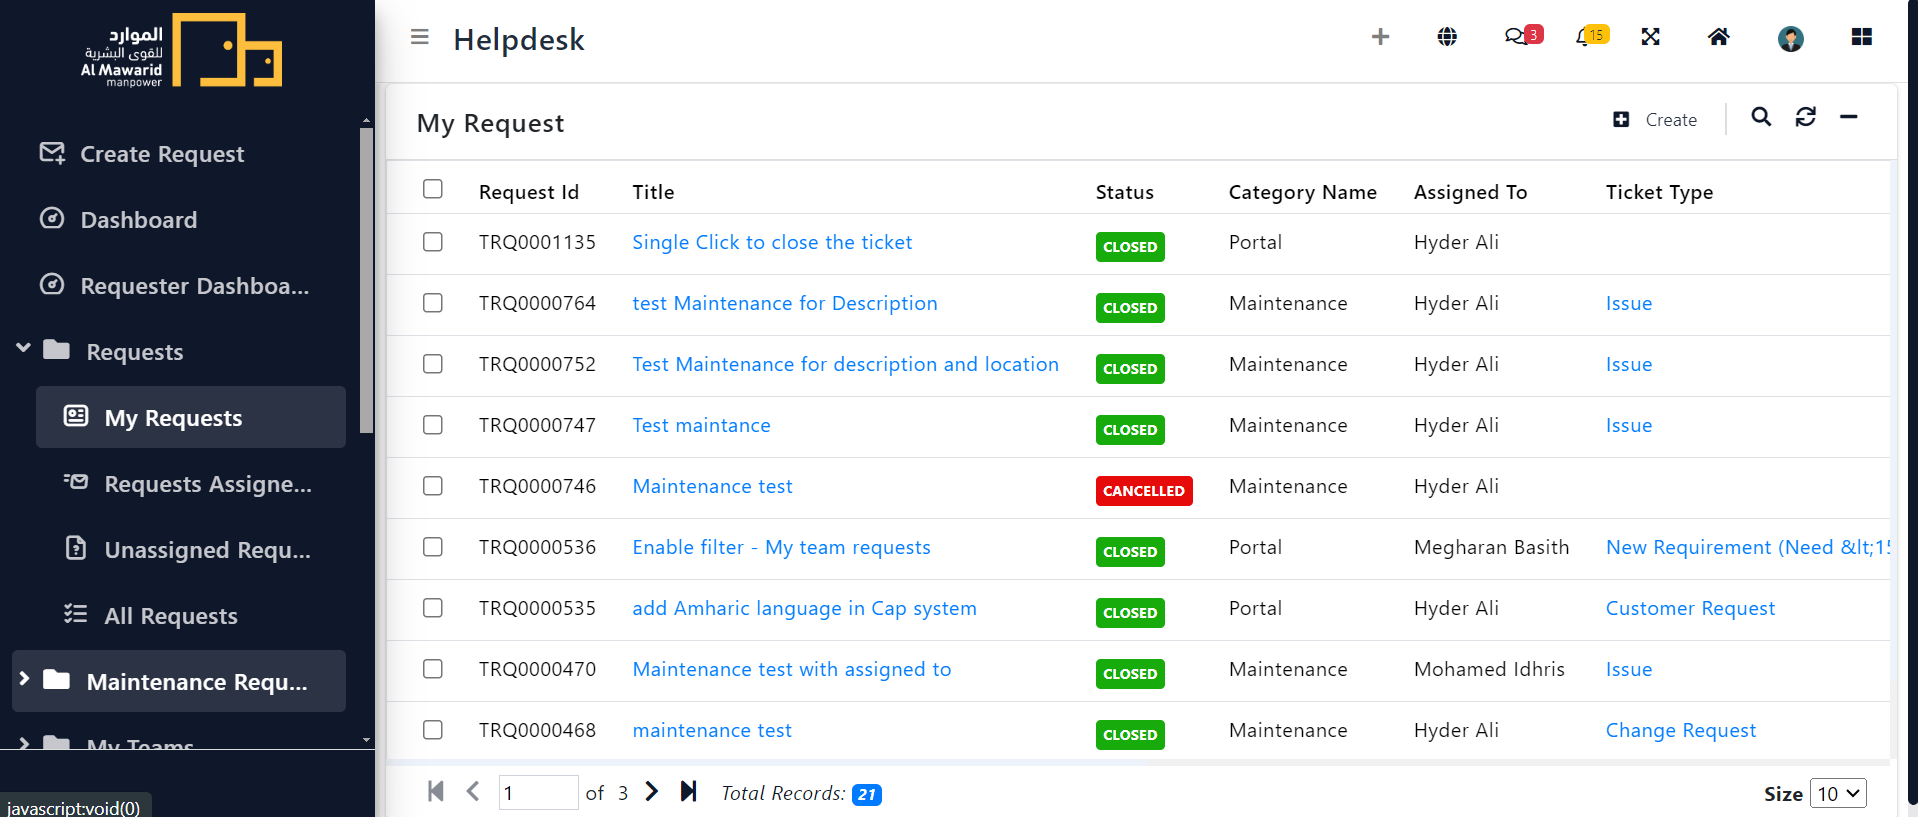 الموارد
للقوى البشرية
Al Mawarid
manpower
Create Request
Dashboard
Requester Dashboa...
Requests
My Requests
Requests Assigne...
Unassigned Requ...
All Requests
Maintenance Requ...
My Teams
javascript:void(0)
Helpdesk
3
15
My Request
Create
Request Id Title Status Category Name Assigned To Ticket Type
TRQ0001135 Single Click to close the ticket CLOSED Portal Hyder Ali
TRQ0000764 test Maintenance for Description CLOSED Maintenance Hyder Ali Issue
TRQ0000752 Test Maintenance for description and location CLOSED Maintenance Hyder Ali Issue
TRQ0000747 Test maintance CLOSED Maintenance Hyder Ali Issue
TRQ0000746 Maintenance test CANCELLED Maintenance Hyder Ali
TRQ0000536 Enable filter - My team requests CLOSED Portal Megharan Basith New Requirement (Need &lt;15
TRQ0000535 add Amharic language in Cap system CLOSED Portal Hyder Ali Customer Request
TRQ0000470 Maintenance test with assigned to CLOSED Maintenance Mohamed Idhris Issue
TRQ0000468 maintenance test CLOSED Maintenance Hyder Ali Change Request
1 of 3 Total Records: 21 Size 10